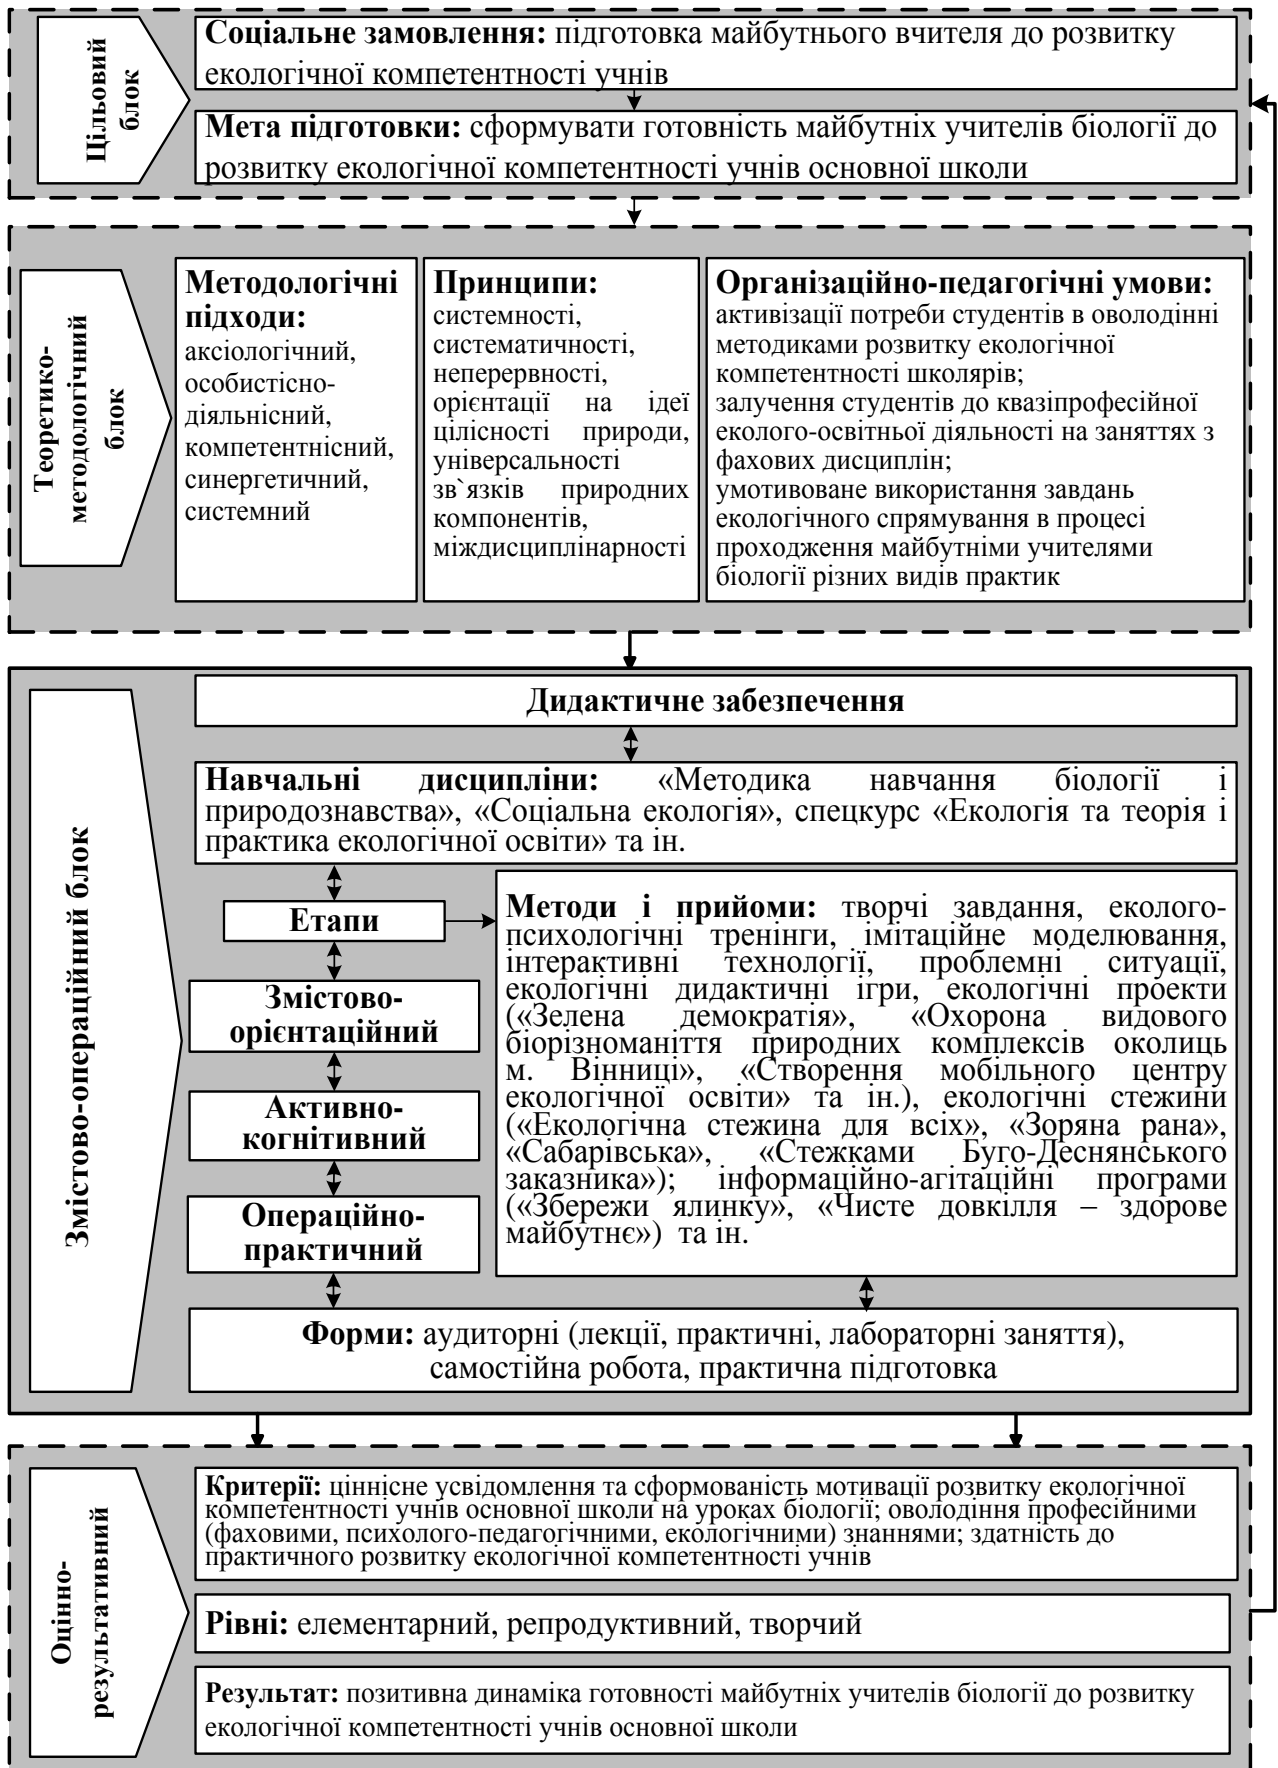 Цільовий
блок
Соціальне замовлення: підготовка майбутнього вчителя до розвитку
екологічної компетентності учнів
Мета підготовки: сформувати готовність майбутніх учителів біології до
розвитку екологічної компетентності учнів основної школи
Теоретико-
методологічний
блок
Методологічні
підходи:
аксіологічний,
особистісно-
діяльнісний,
компетентнісний,
синергетичний,
системний
Принципи:
системності,
систематичності,
неперервності,
орієнтації на ідеї
цілісності природи,
універсальності
зв`язків природних
компонентів,
міждисциплінарності
Організаційно-педагогічні умови:
активізації потреби студентів в оволодінні
методиками розвитку екологічної
компетентності школярів;
залучення студентів до квазіпрофесійної
еколого-освітньої діяльності на заняттях з
фахових дисциплін;
умотивоване використання завдань
екологічного спрямування в процесі
проходження майбутніми учителями
біології різних видів практик
Змістово-операційний блок
Дидактичне забезпечення
Навчальні дисципліни: «Методика навчання біології і
природознавства», «Соціальна екологія», спецкурс «Екологія та теорія і
практика екологічної освіти» та ін.
Етапи
Змістово-
орієнтаційний
Активно-
когнітивний
Операційно-
практичний
Методи і прийоми: творчі завдання, еколого-
психологічні тренінги, імітаційне моделювання,
інтерактивні технології, проблемні ситуації,
екологічні дидактичні ігри, екологічні проекти
(«Зелена демократія», «Охорона видового
біорізноманіття природних комплексів околиць
м. Вінниці», «Створення мобільного центру
екологічної освіти» та ін.), екологічні стежини
(«Екологічна стежина для всіх», «Зоряна рана»,
«Сабарівська», «Стежками Буго-Деснянського
заказника»); інформаційно-агітаційні програми
(«Збережи ялинку», «Чисте довкілля – здорове
майбутнє») та ін.
Форми: аудиторні (лекції, практичні, лабораторні заняття),
самостійна робота, практична підготовка
Оцінно-
результативний
Критерії: ціннісне усвідомлення та сформованість мотивації розвитку екологічної
компетентності учнів основної школи на уроках біології; оволодіння професійними
(фаховими, психолого-педагогічними, екологічними) знаннями; здатність до
практичного розвитку екологічної компетентності учнів
Рівні: елементарний, репродуктивний, творчий
Результат: позитивна динаміка готовності майбутніх учителів біології до розвитку
екологічної компетентності учнів основної школи